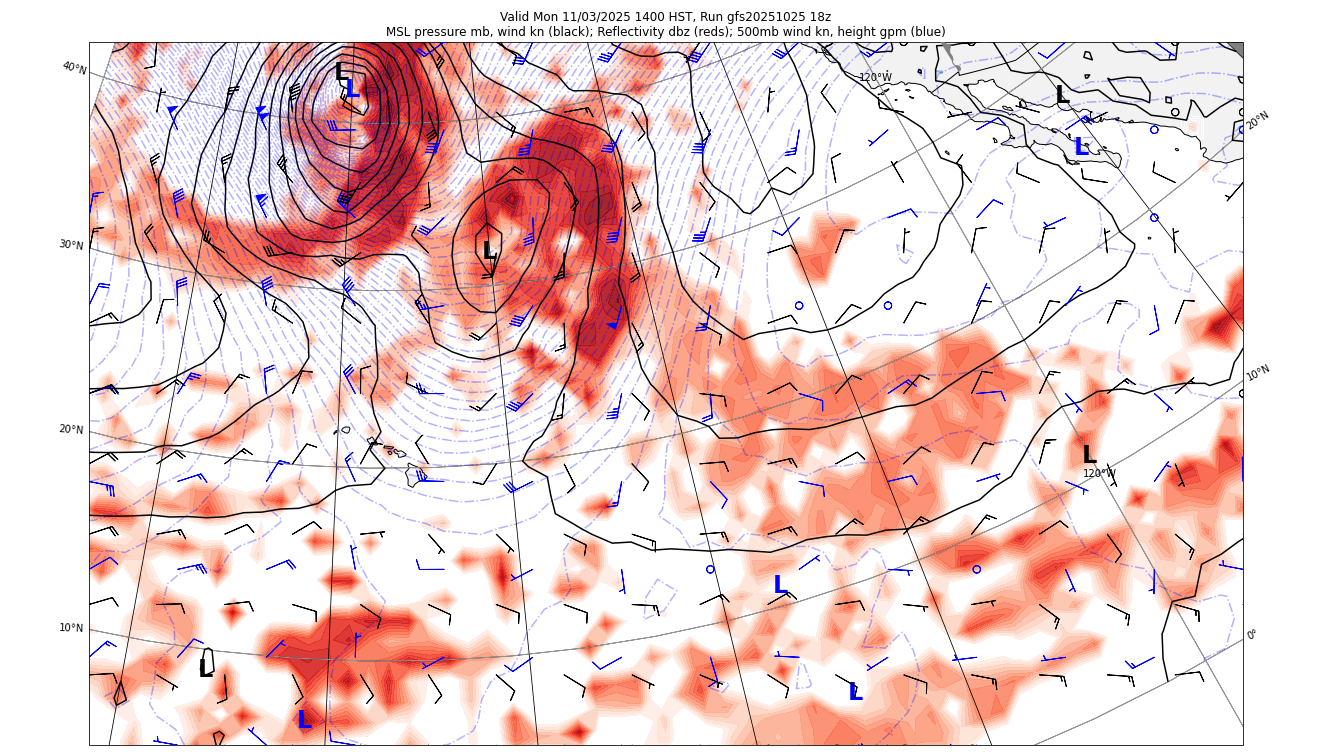 Valid Mon 11/03/2025 1400 HST, Run gfs20251025 18z
MSL pressure mb, wind kn (black); Reflectivity dbz (reds); 500mb wind kn, height gpm (blue)
40°N
L
L
120°W
L
20°N
L
30°N
L
10°N
20°N
L
120°W
L
10°N
0°
L
L
L